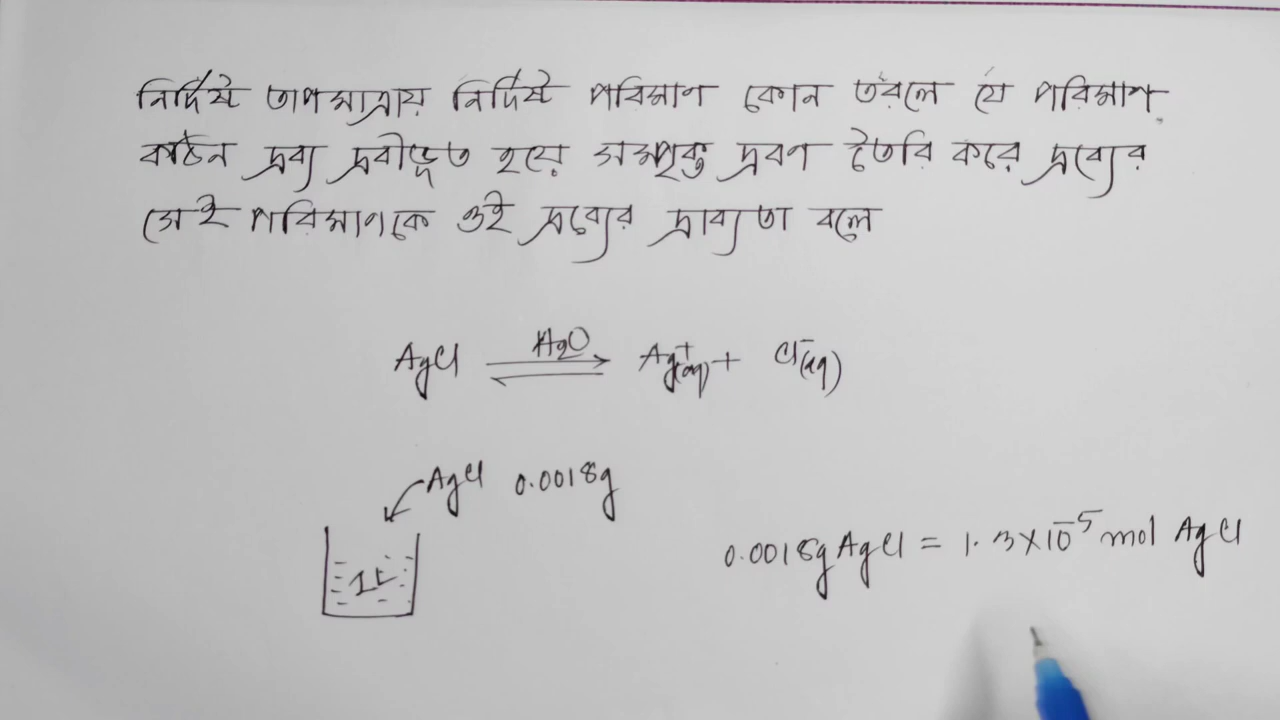 নির্দিষ্ট তাপমাত্রায় নির্দিষ্ট পরিমাণ কোন তরলে যে পরিমাণ
কঠিন দ্রব্য দ্রবীভূত হয়ে সম্পৃক্ত দ্রবণ তৈরি করে দ্রব্যের
সেই পরিমাণকে ওই দ্রব্যের দ্রাব্যতা বলে
AgCl ⇌ H2O Ag+(aq) + Cl-(aq)
AgCl 0.0018g
1L
0.0018g AgCl = 1.3×10^-5 mol AgCl